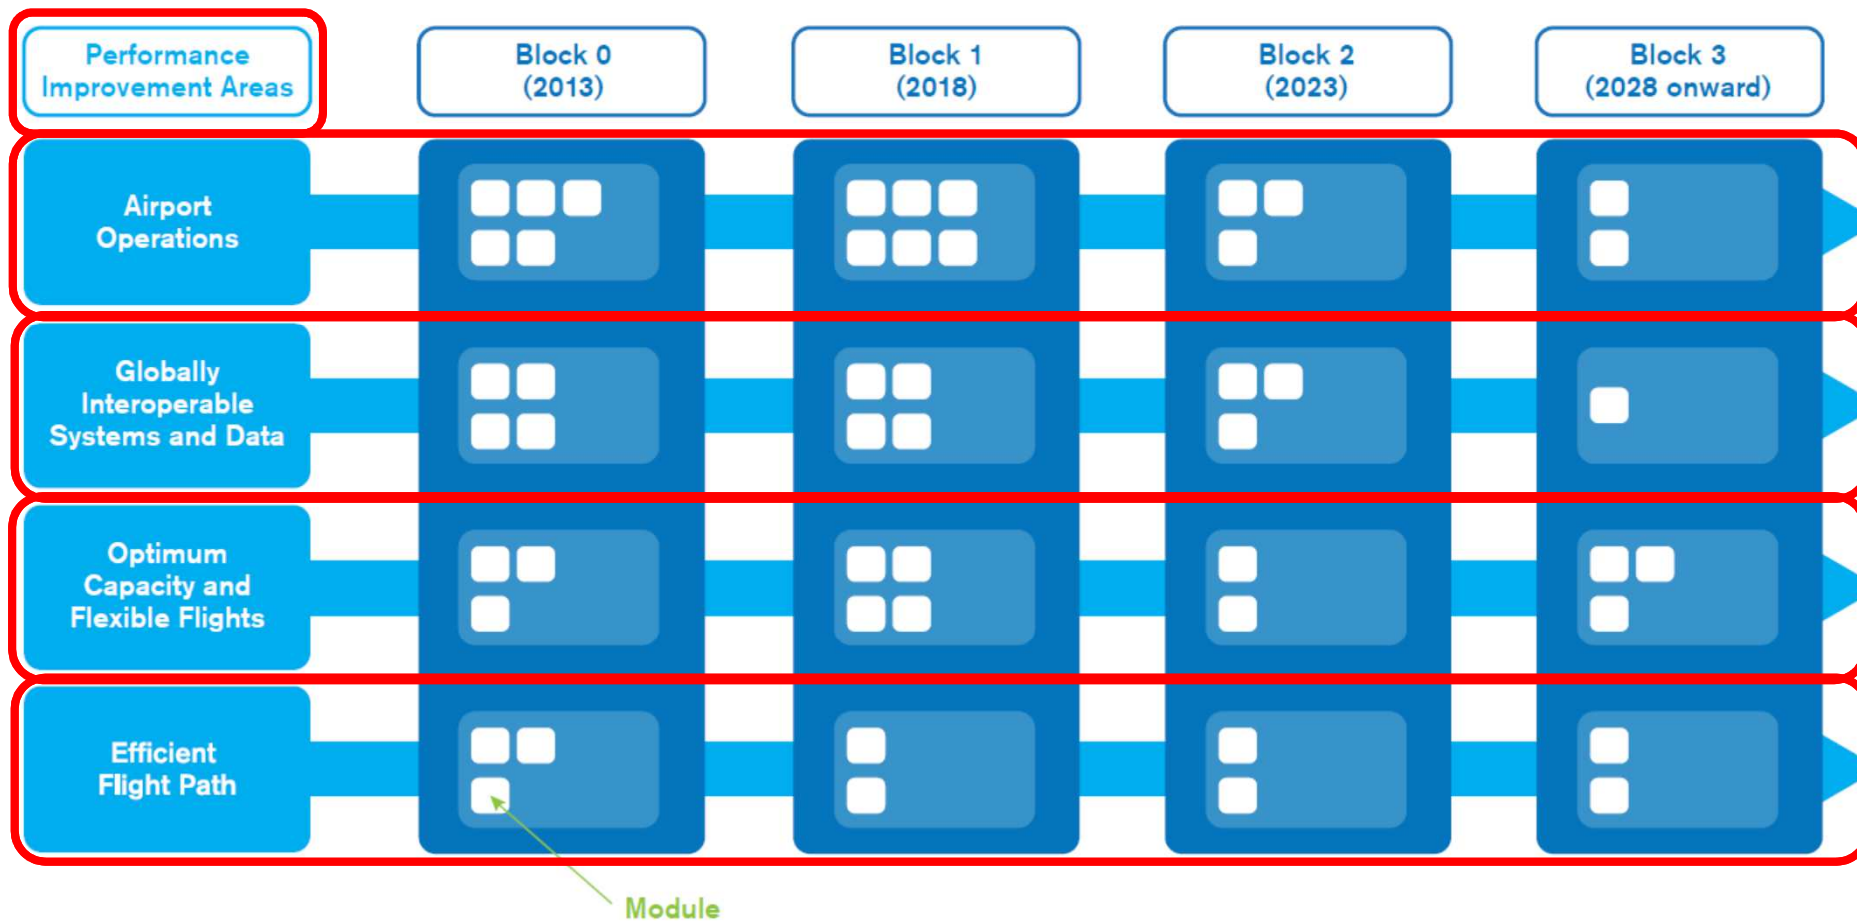 Performance
Improvement Areas
Block 0
(2013)
Block 1
(2018)
Block 2
(2023)
Block 3
(2028 onward)
Airport
Operations
Globally
Interoperable
Systems and Data
Optimum
Capacity and
Flexible Flights
Efficient
Flight Path
Module